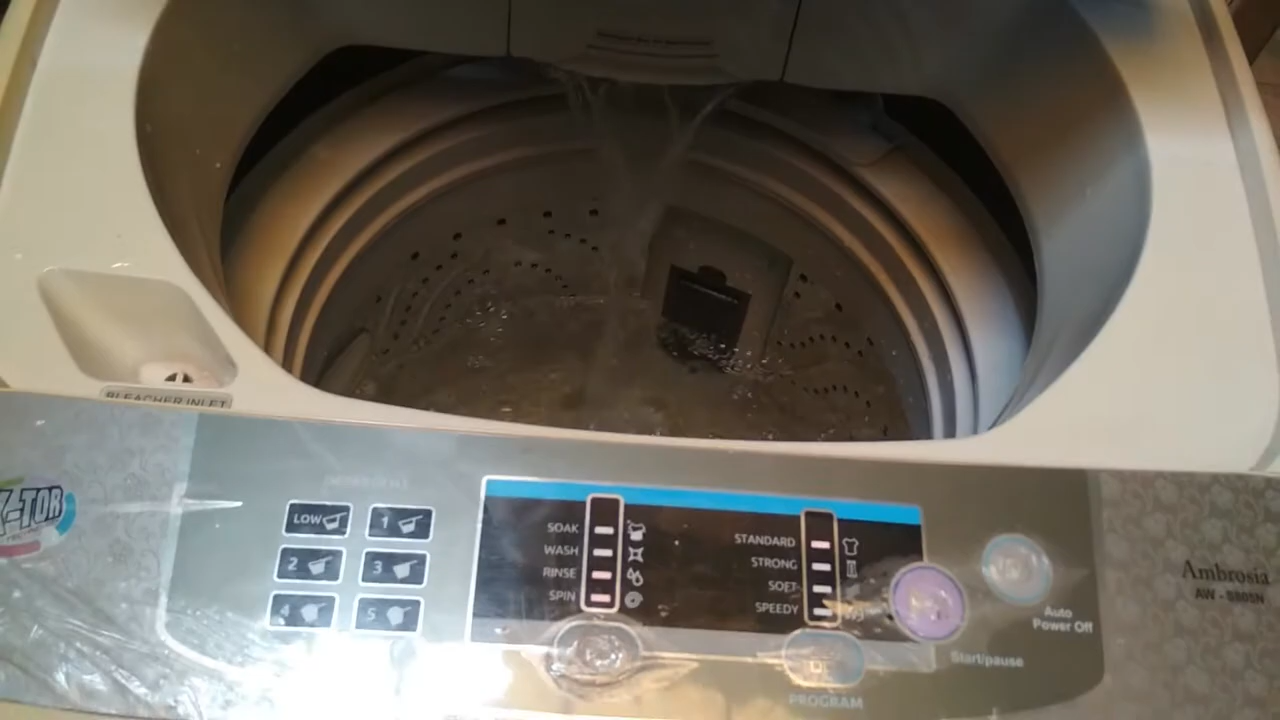 BLEACHER INLET
LOW
1
2
3
4
5
SOAK
WASH
RINSE
SPIN
STANDARD
STRONG
SOFT
SPEEDY
PROGRAM
Start/pause
Auto
Power Off
Ambrosia
AW - 8805N